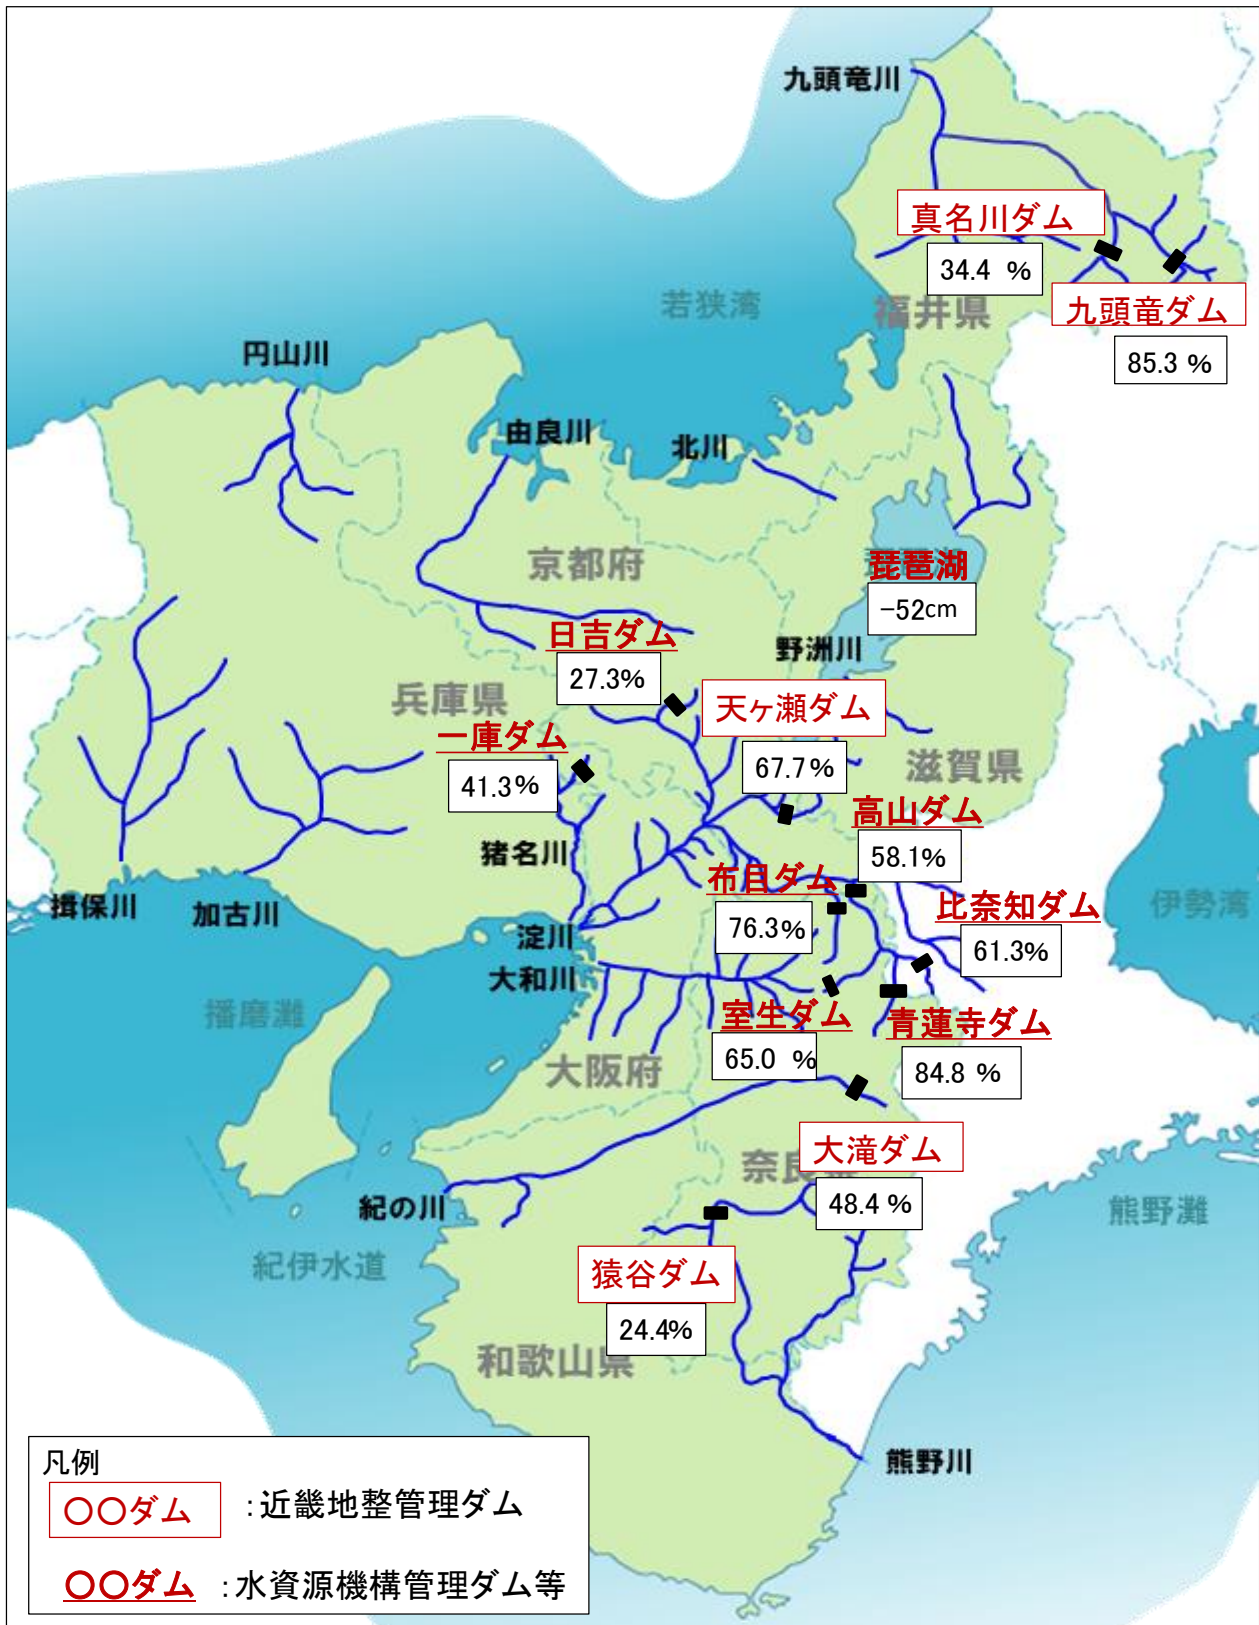 九頭竜川
真名川ダム
34.4 %
九頭竜ダム
85.3 %
若狭湾
福井県
円山川
由良川
北川
京都府
琵琶湖
-52cm
日吉ダム
27.3%
野洲川
兵庫県
天ヶ瀬ダム
67.7%
滋賀県
一庫ダム
41.3%
高山ダム
58.1%
猪名川
布目ダム
76.3%
比奈知ダム
61.3%
伊勢湾
揖保川
加古川
淀川
大和川
播磨灘
室生ダム
65.0 %
青蓮寺ダム
84.8 %
大阪府
大滝ダム
48.4 %
奈良
紀の川
熊野灘
紀伊水道
猿谷ダム
24.4%
和歌山県
熊野川
凡例
〇〇ダム :近畿地整管理ダム
〇〇ダム :水資源機構管理ダム等